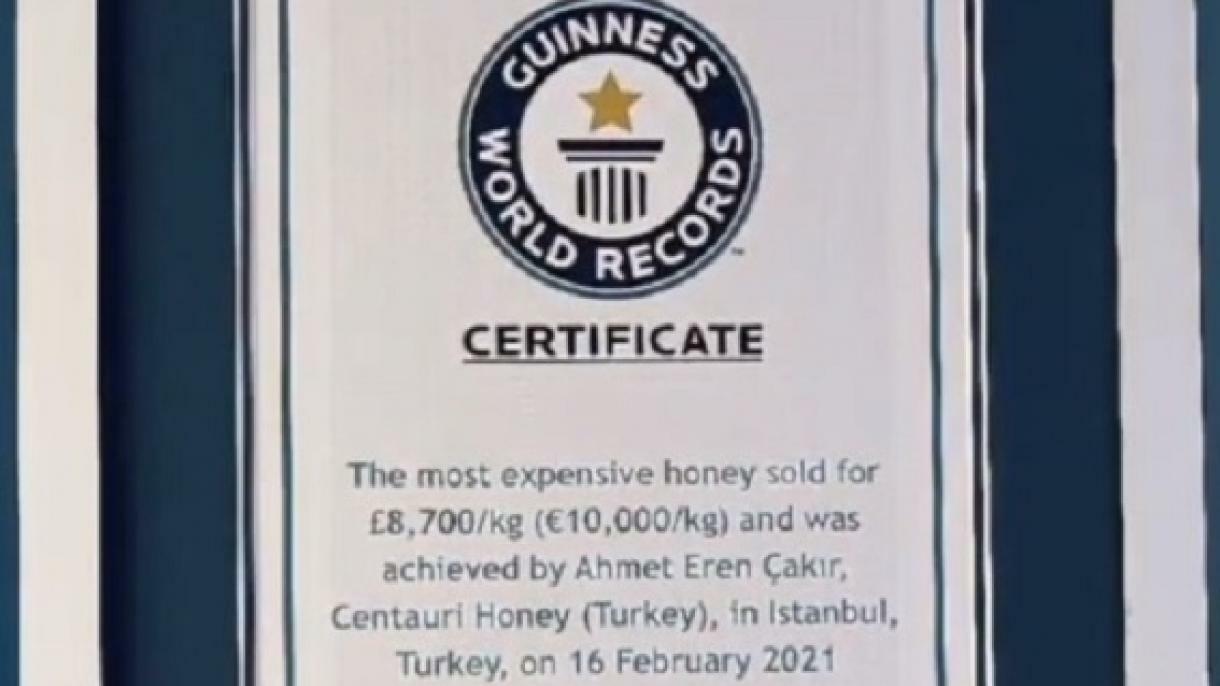 GUINNESS
WORLD RECORDS
™
CERTIFICATE
The most expensive honey sold for
£8,700/kg (€10,000/kg) and was
achieved by Ahmet Eren Çakır,
Centauri Honey (Turkey), in Istanbul,
Turkey, on 16 February 2021